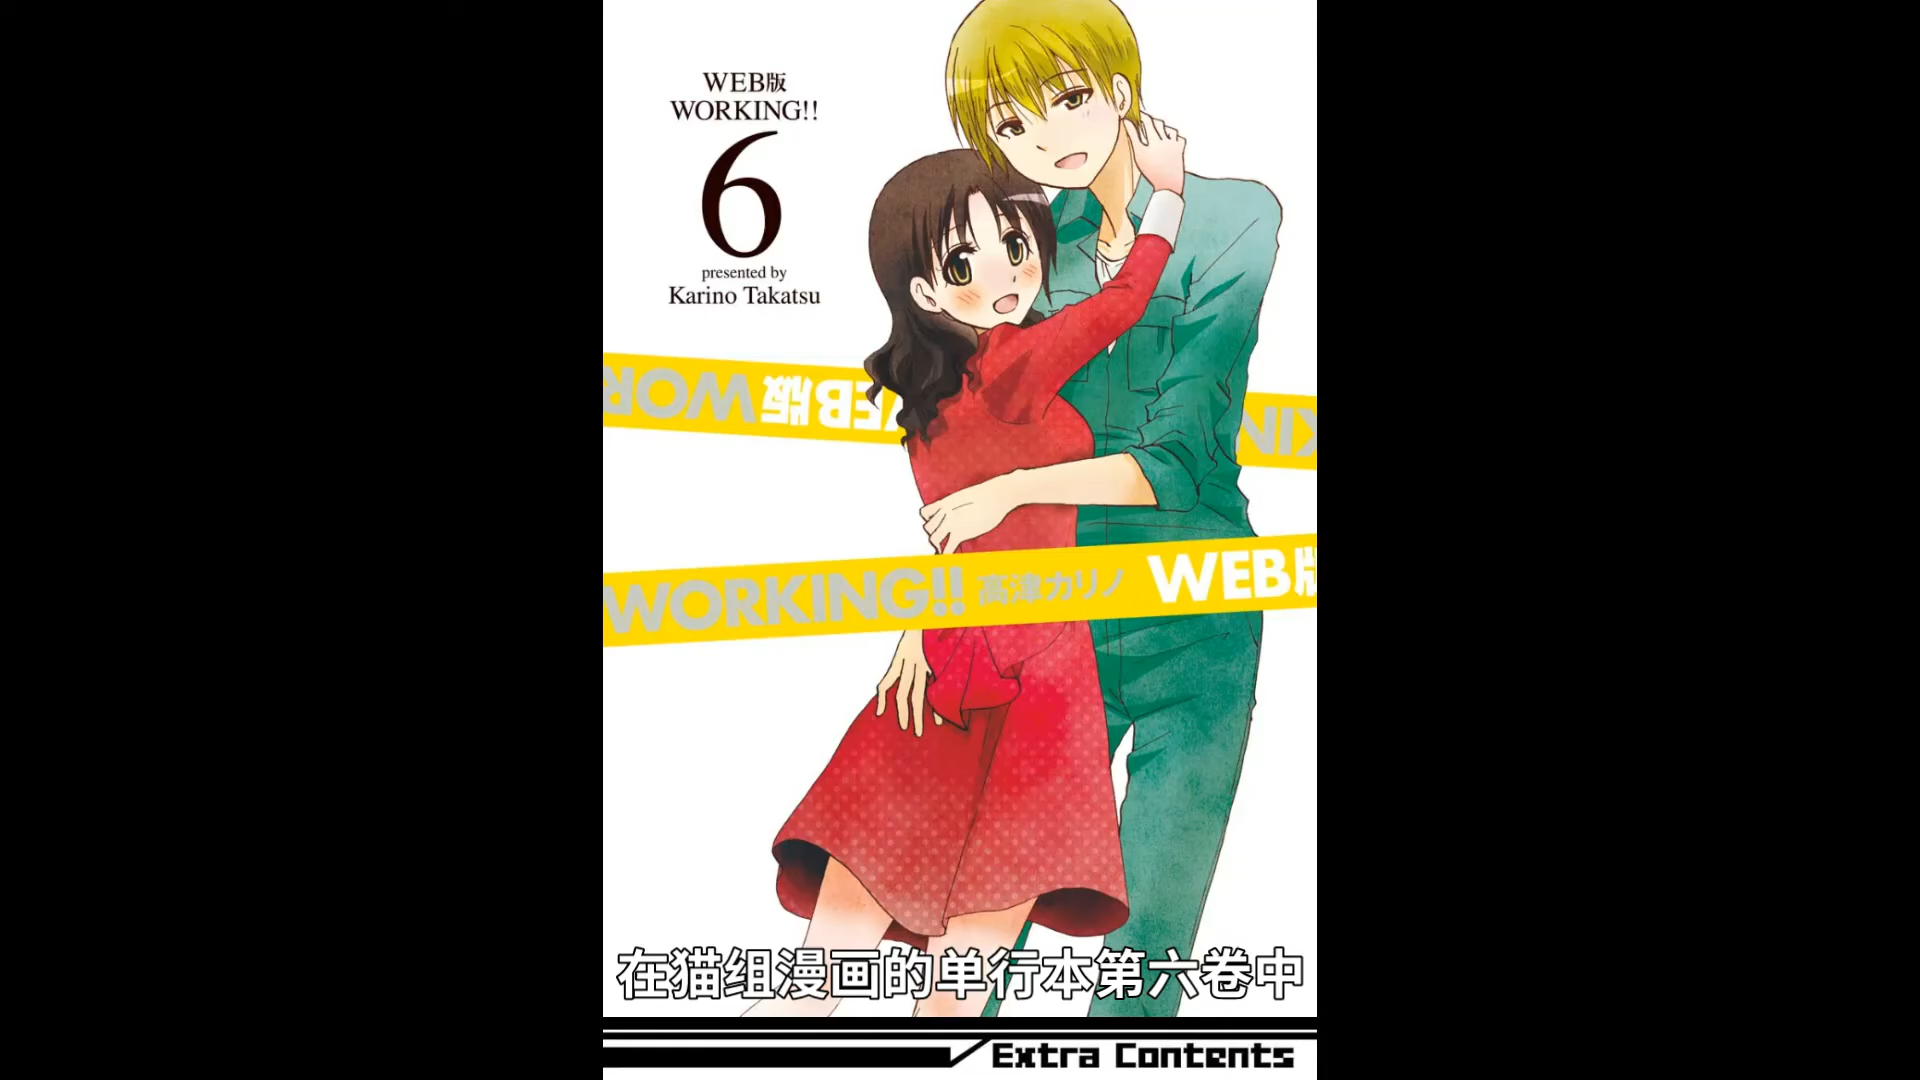 WEB版
WORKING!!
6
presented by
Karino Takatsu
WOR WEB版
KIN
WORKING!! 高津カリノ WEB版
在猫组漫画的单行本第六卷中
Extra Contents